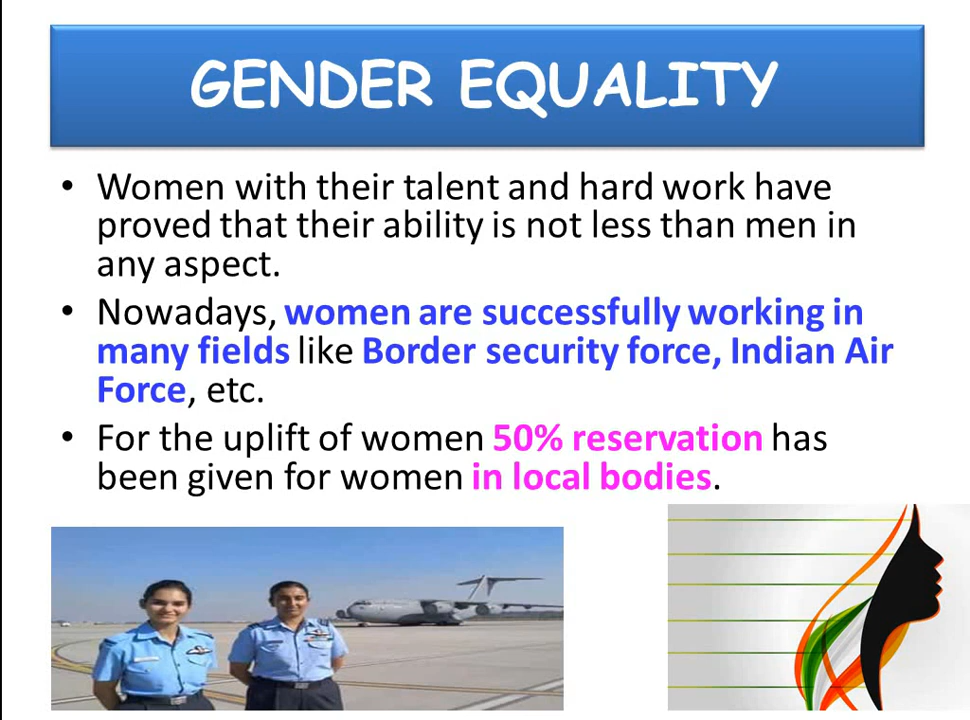 GENDER EQUALITY
• Women with their talent and hard work have
proved that their ability is not less than men in
any aspect.
• Nowadays, women are successfully working in
many fields like Border security force, Indian Air
Force, etc.
• For the uplift of women 50% reservation has
been given for women in local bodies.